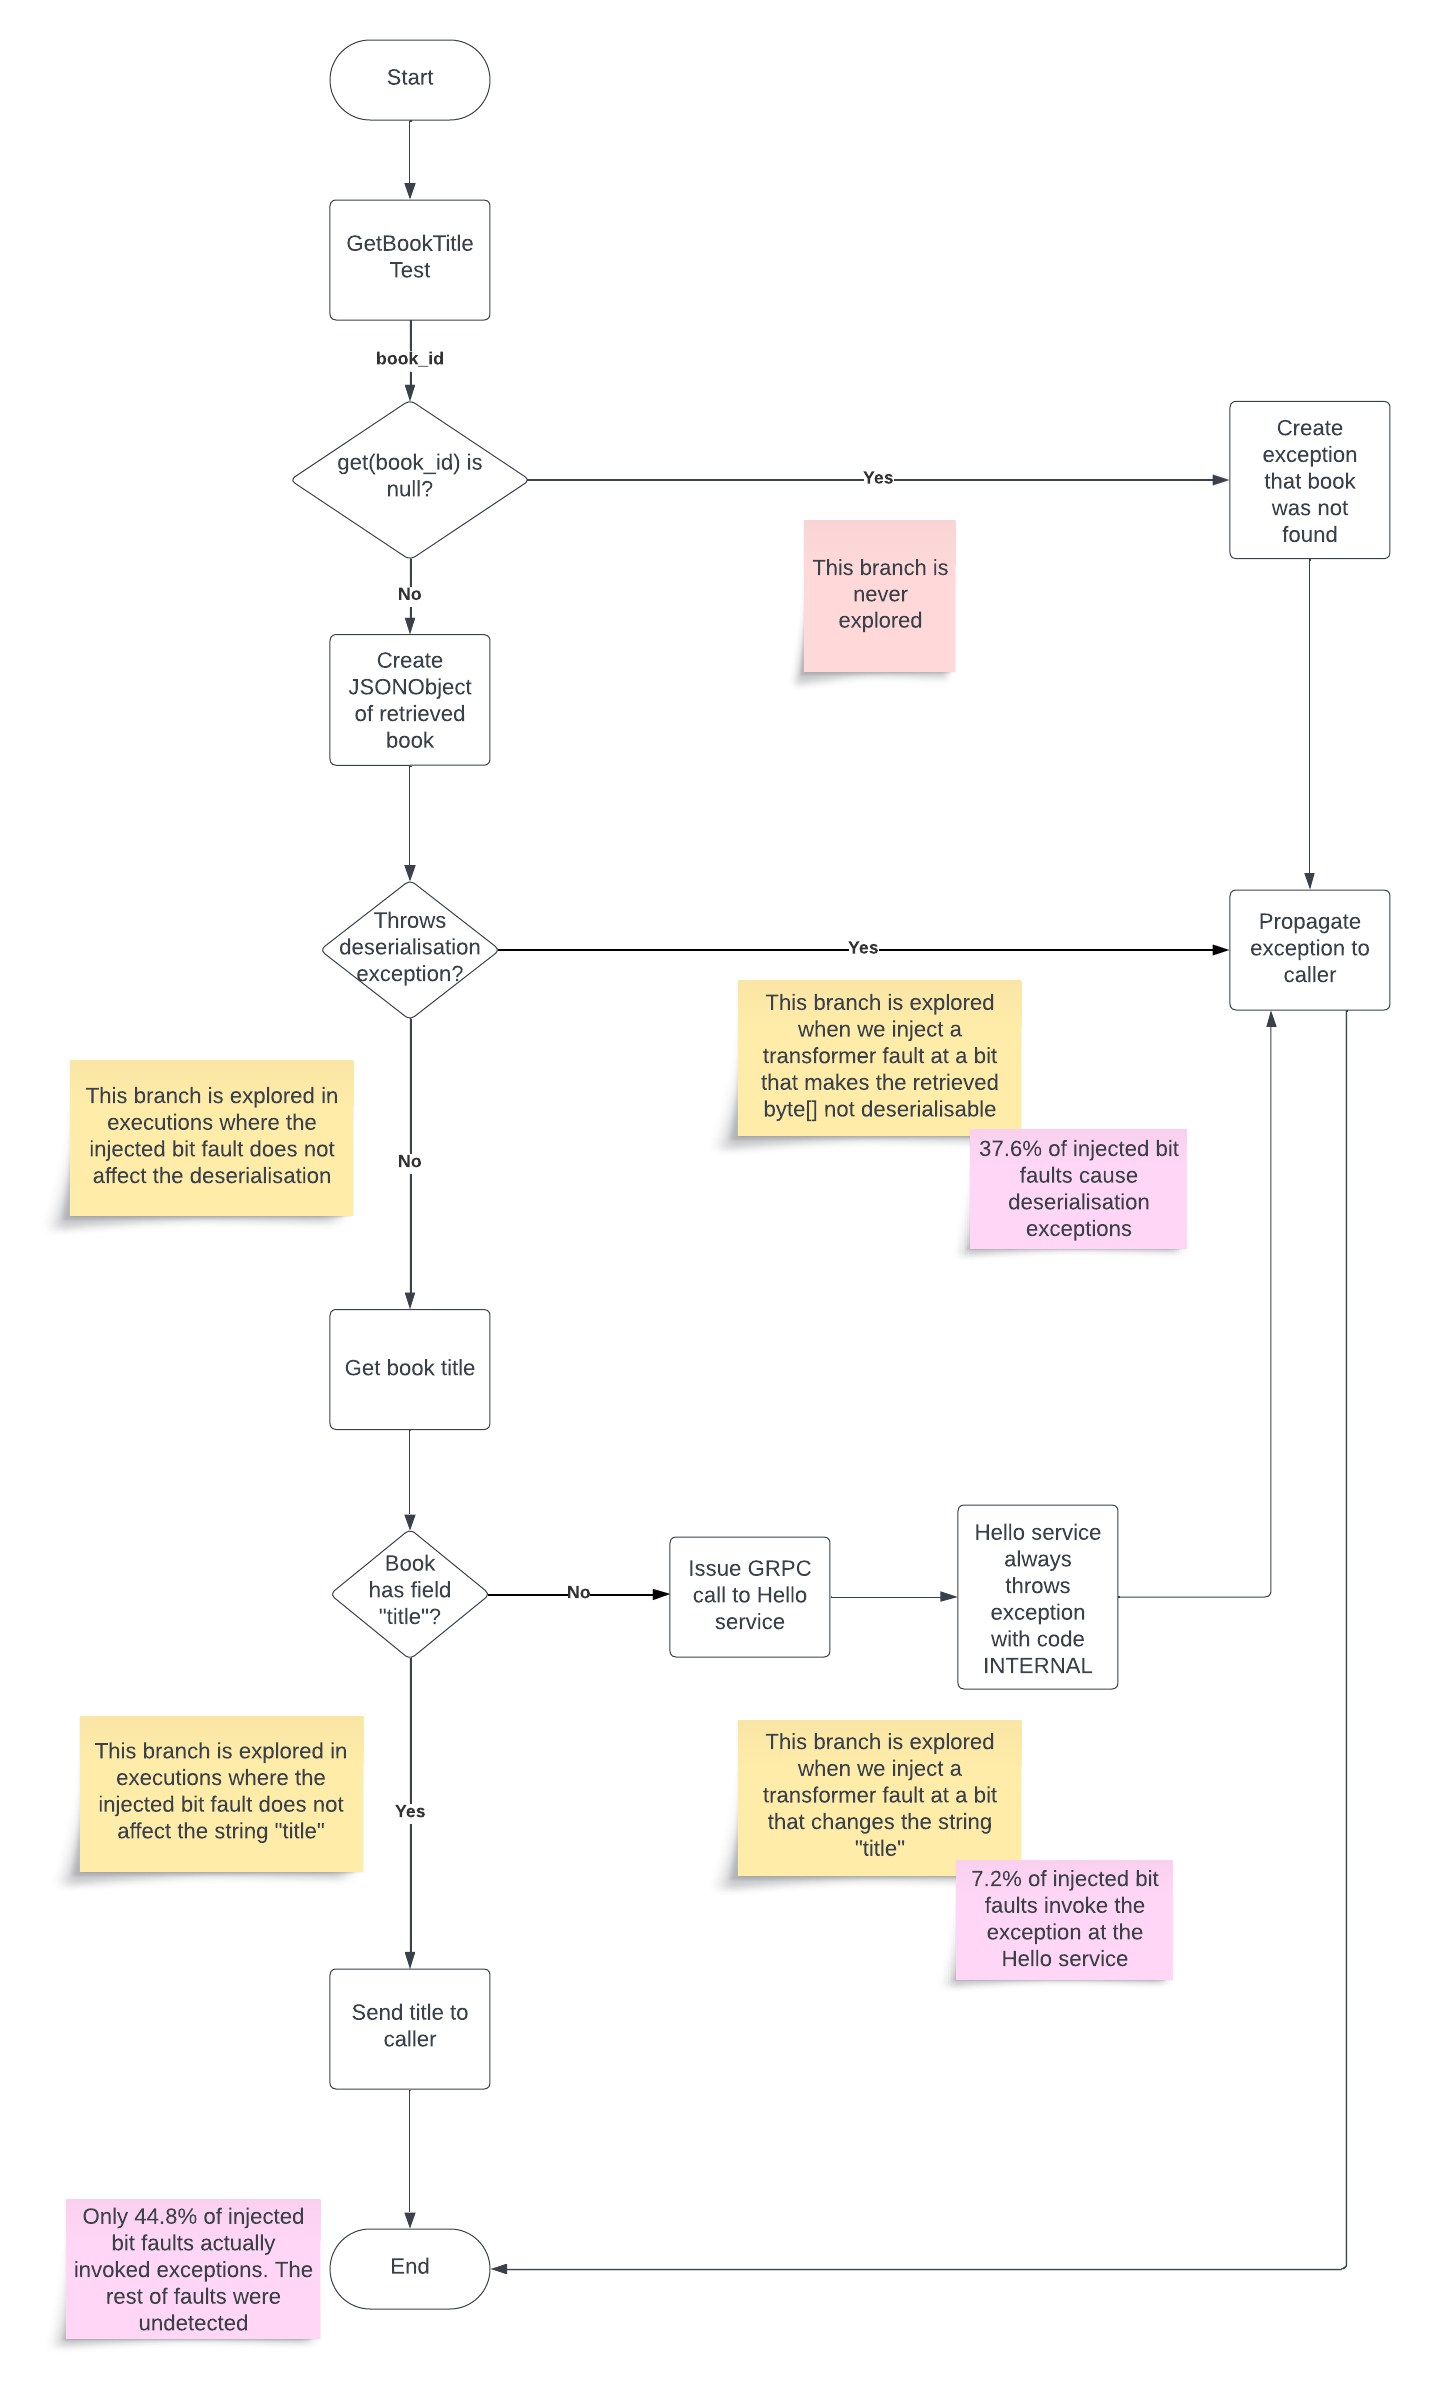 Start
GetBookTitle
Test
book_id
get(book_id) is
null?
Yes
Create
exception
that book
was not
found
This branch is
never
explored
No
Create
JSONObject
of retrieved
book
Throws
deserialisation
exception?
Yes
Propagate
exception to
caller
This branch is explored
when we inject a
transformer fault at a bit
that makes the retrieved
byte[] not deserialisable
37.6% of injected bit
faults cause
deserialisation
exceptions
This branch is explored in
executions where the
injected bit fault does not
affect the deserialisation
No
Get book title
Book
has field
"title"?
No
Issue GRPC
call to Hello
service
Hello service
always
throws
exception
with code
INTERNAL
This branch is explored
when we inject a
transformer fault at a bit
that changes the string
"title"
7.2% of injected bit
faults invoke the
exception at the
Hello service
This branch is explored in
executions where the
injected bit fault does not
affect the string "title"
Yes
Send title to
caller
Only 44.8% of injected
bit faults actually
invoked exceptions. The
rest of faults were
undetected
End